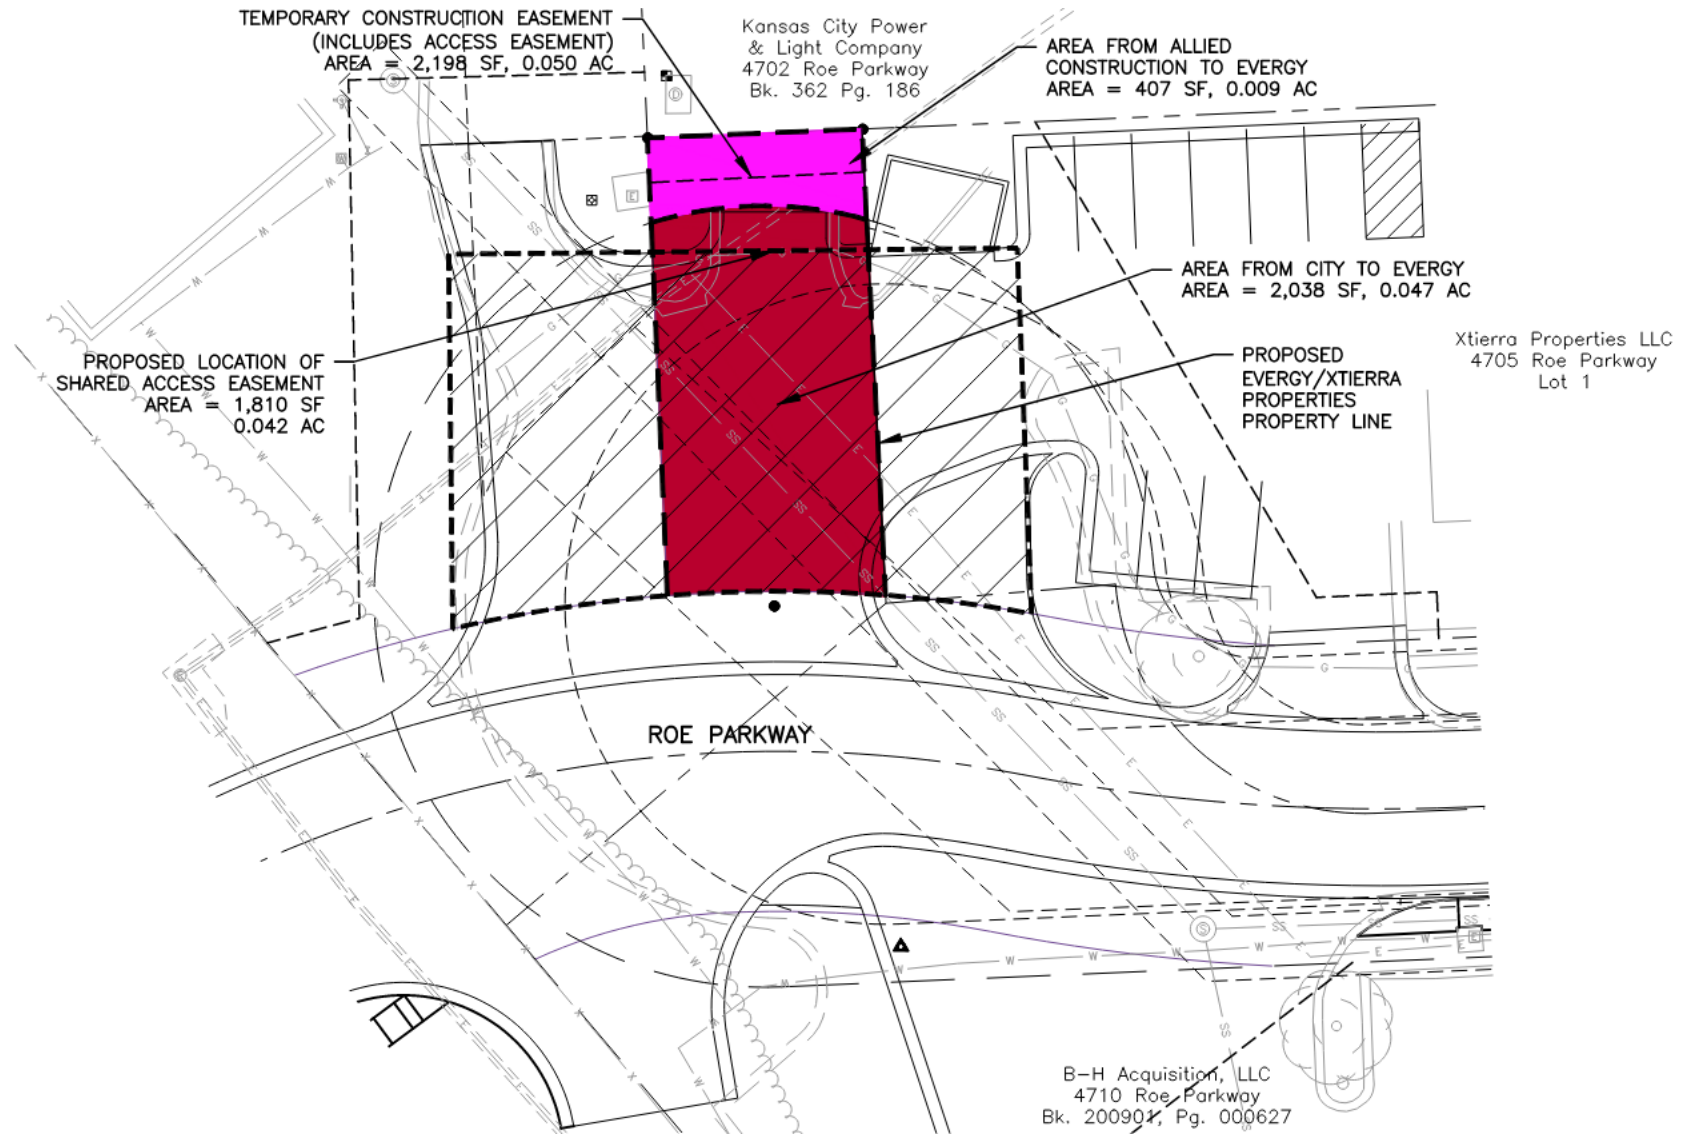 TEMPORARY CONSTRUCTION EASEMENT
(INCLUDES ACCESS EASEMENT)
AREA = 2,198 SF, 0.050 AC
Kansas City Power
& Light Company
4702 Roe Parkway
Bk. 362 Pg. 186
AREA FROM ALLIED
CONSTRUCTION TO EVERGY
AREA = 407 SF, 0.009 AC
AREA FROM CITY TO EVERGY
AREA = 2,038 SF, 0.047 AC
Xtierra Properties LLC
4705 Roe Parkway
Lot 1
PROPOSED LOCATION OF
SHARED ACCESS EASEMENT
AREA = 1,810 SF
0.042 AC
PROPOSED
EVERGY/XTIERRA
PROPERTIES
PROPERTY LINE
ROE PARKWAY
B-H Acquisition, LLC
4710 Roe Parkway
Bk. 200901, Pg. 000627